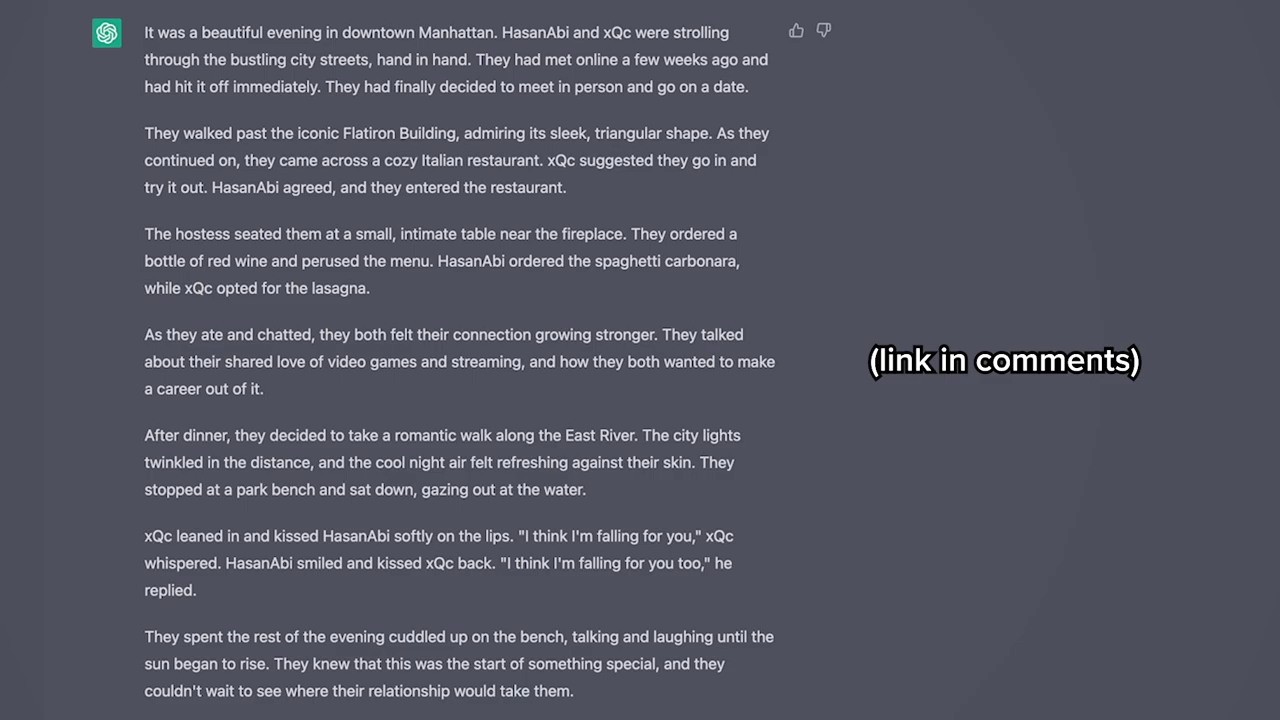 It was a beautiful evening in downtown Manhattan. HasanAbi and xQc were strolling
through the bustling city streets, hand in hand. They had met online a few weeks ago and
had hit it off immediately. They had finally decided to meet in person and go on a date.
They walked past the iconic Flatiron Building, admiring its sleek, triangular shape. As they
continued on, they came across a cozy Italian restaurant. xQc suggested they go in and
try it out. HasanAbi agreed, and they entered the restaurant.
The hostess seated them at a small, intimate table near the fireplace. They ordered a
bottle of red wine and perused the menu. HasanAbi ordered the spaghetti carbonara,
while xQc opted for the lasagna.
As they ate and chatted, they both felt their connection growing stronger. They talked
about their shared love of video games and streaming, and how they both wanted to make
a career out of it.
(link in comments)
After dinner, they decided to take a romantic walk along the East River. The city lights
twinkled in the distance, and the cool night air felt refreshing against their skin. They
stopped at a park bench and sat down, gazing out at the water.
xQc leaned in and kissed HasanAbi softly on the lips. "I think I'm falling for you," xQc
whispered. HasanAbi smiled and kissed xQc back. "I think I'm falling for you too," he
replied.
They spent the rest of the evening cuddled up on the bench, talking and laughing until the
sun began to rise. They knew that this was the start of something special, and they
couldn't wait to see where their relationship would take them.